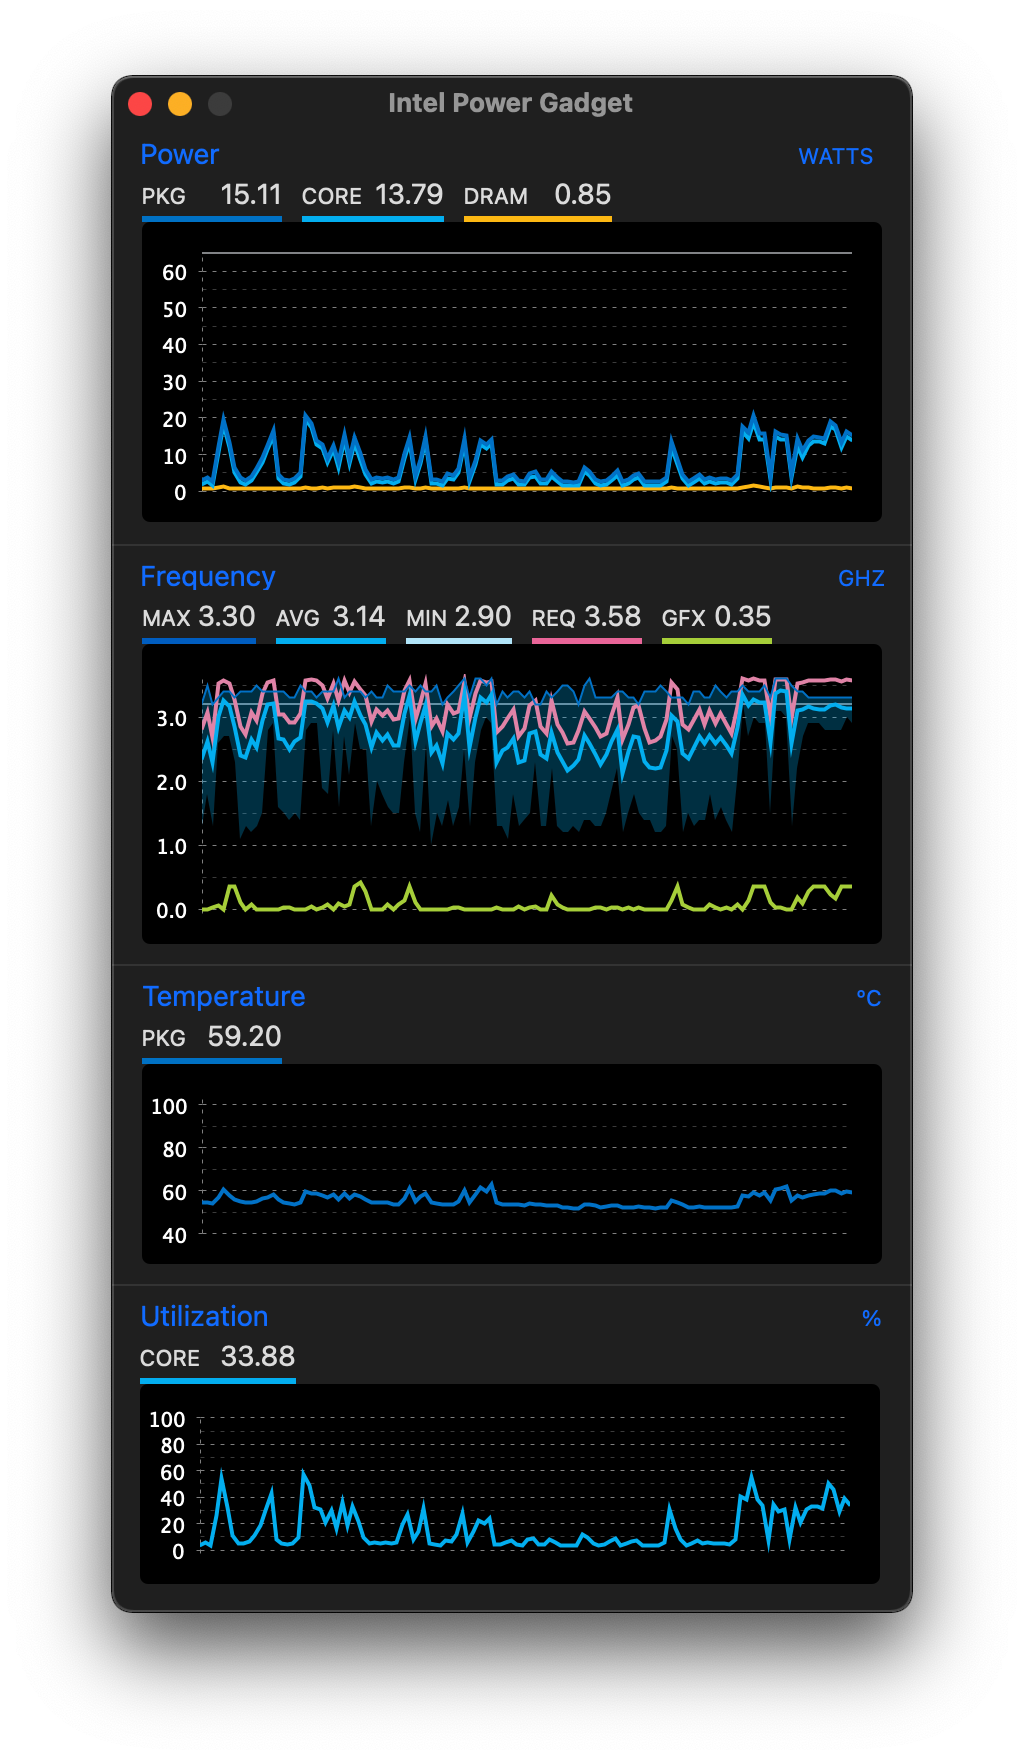 Intel Power Gadget
Power WATTS
PKG 15.11 CORE 13.79 DRAM 0.85
60
50
40
30
20
10
0
Frequency GHZ
MAX 3.30 AVG 3.14 MIN 2.90 REQ 3.58 GFX 0.35
3.0
2.0
1.0
0.0
Temperature ºC
PKG 59.20
100
80
60
40
Utilization %
CORE 33.88
100
80
60
40
20
0